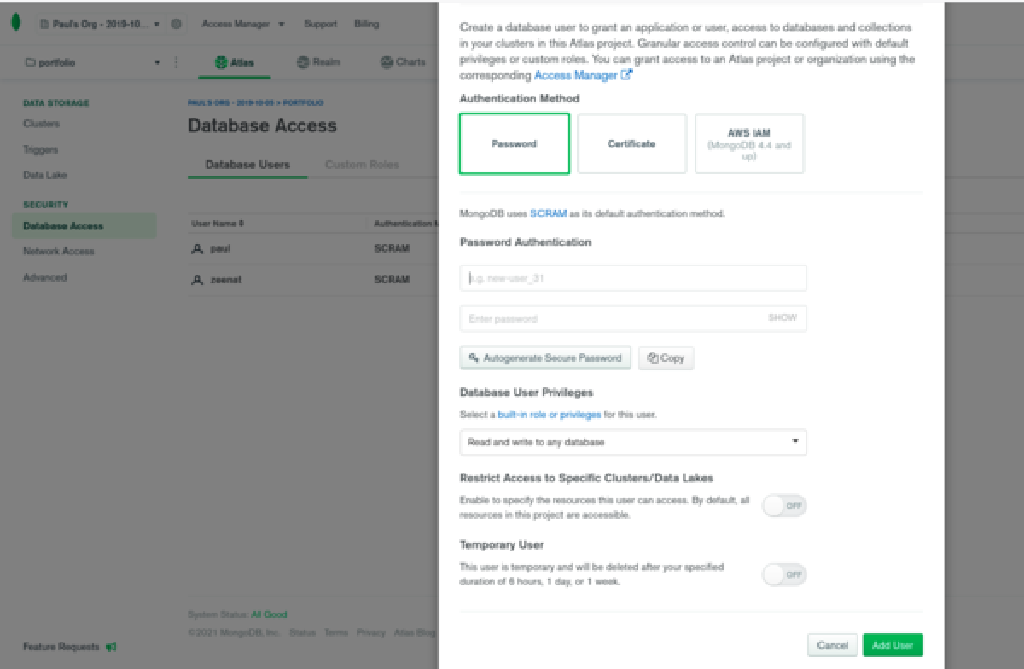 Paul's Org - 2019-10...
Access Manager
Support
Billing
portfolio
Atlas
Realm
Charts
DATA STORAGE
Clusters
Triggers
Data Lake
SECURITY
Database Access
Network Access
Advanced
Feature Requests
PAUL'S ORG - 2019-10-05 > PORTFOLIO
Database Access
Database Users
Custom Roles
User Name
Authentication M
paul
SCRAM
zeenat
SCRAM
System Status: All Good
©2021 MongoDB, Inc. Status Terms Privacy Atlas Blog
Create a database user to grant an application or user, access to databases and collections
in your clusters in this Atlas project. Granular access control can be configured with default
privileges or custom roles. You can grant access to an Atlas project or organization using the
corresponding Access Manager
Authentication Method
Password
Certificate
AWS IAM
(MongoDB 4.4 and
up)
MongoDB uses SCRAM as its default authentication method.
Password Authentication
e.g. new-user_31
Enter password
SHOW
Autogenerate Secure Password
Copy
Database User Privileges
Select a built-in role or privileges for this user.
Read and write to any database
Restrict Access to Specific Clusters/Data Lakes
Enable to specify the resources this user can access. By default, all
resources in this project are accessible.
OFF
Temporary User
This user is temporary and will be deleted after your specified
duration of 6 hours, 1 day, or 1 week.
OFF
Cancel
Add User